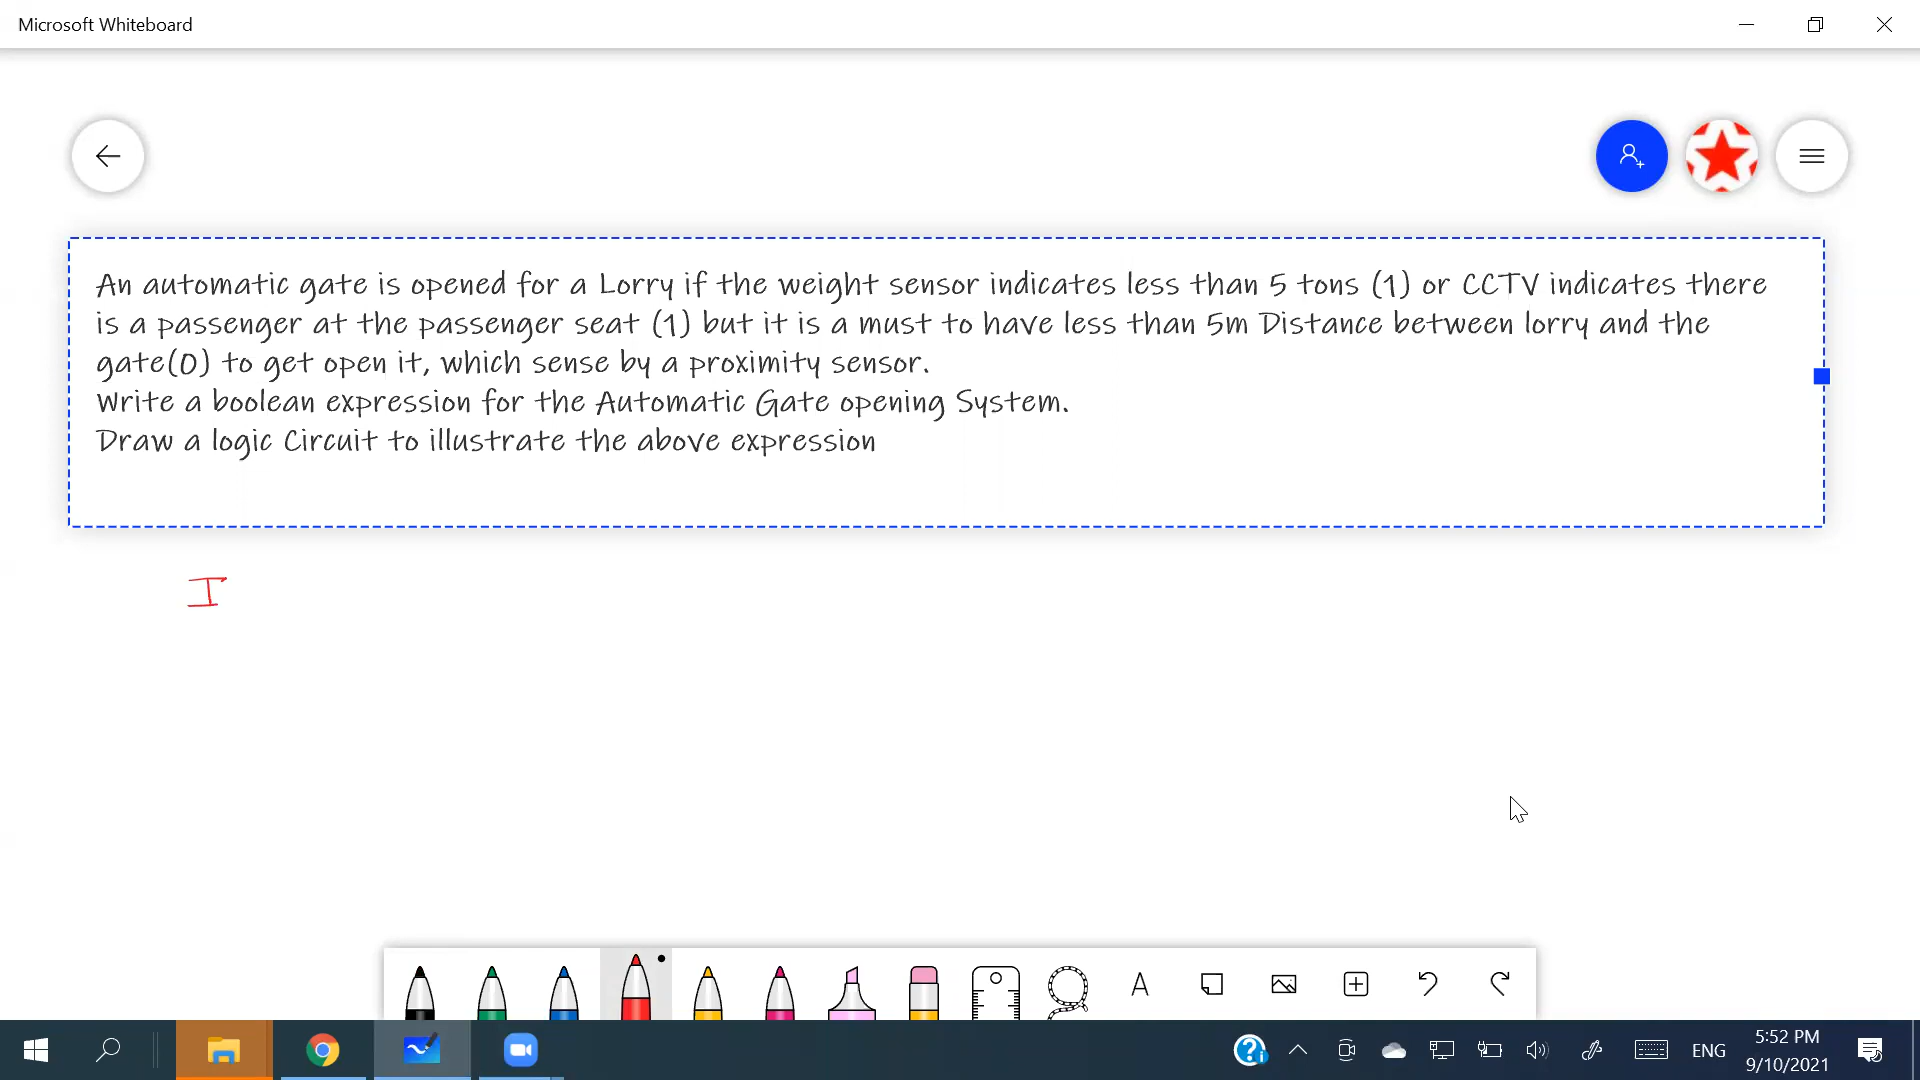 Microsoft Whiteboard
An automatic gate is opened for a Lorry if the weight sensor indicates less than 5 tons (1) or CCTV indicates there
is a passenger at the passenger seat (1) but it is a must to have less than 5m Distance between lorry and the
gate(0) to get open it, which sense by a proximity sensor.
Write a boolean expression for the Automatic Gate opening System.
Draw a logic Circuit to illustrate the above expression
I
A
ENG
5:52 PM
9/10/2021